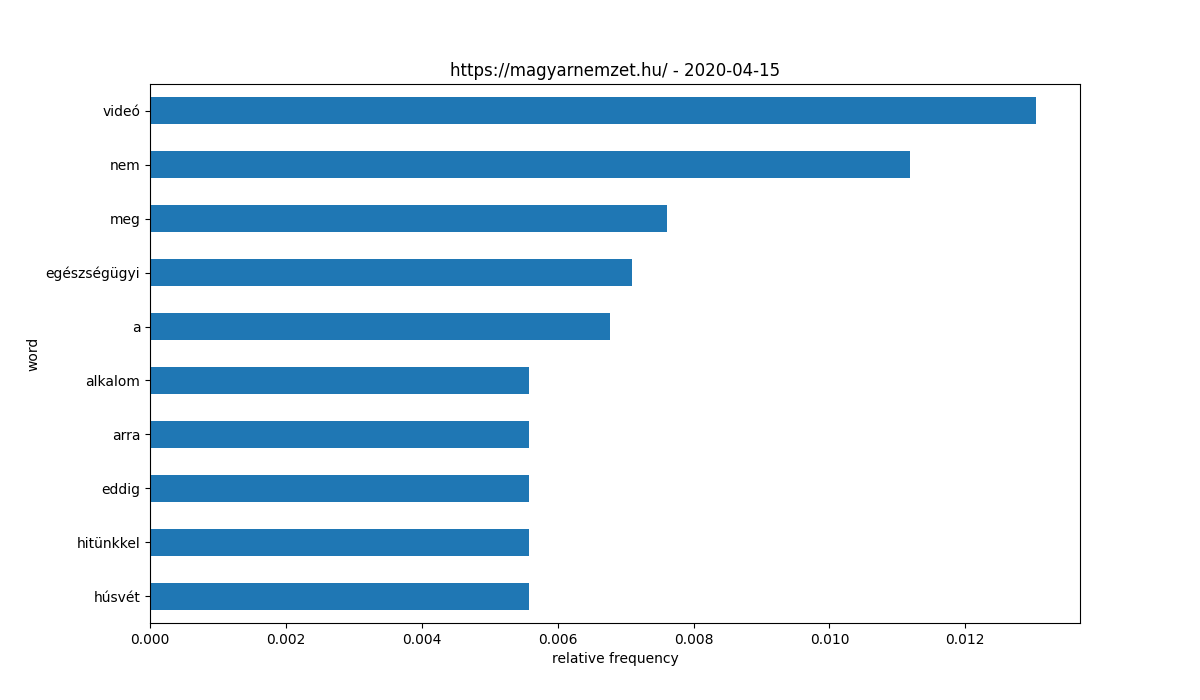 https://magyarnemzet.hu/ - 2020-04-15
videó
nem
meg
egészségügyi
a
alkalom
arra
eddig
hitünkkel
húsvét
word
0.000 0.002 0.004 0.006 0.008 0.010 0.012
relative frequency